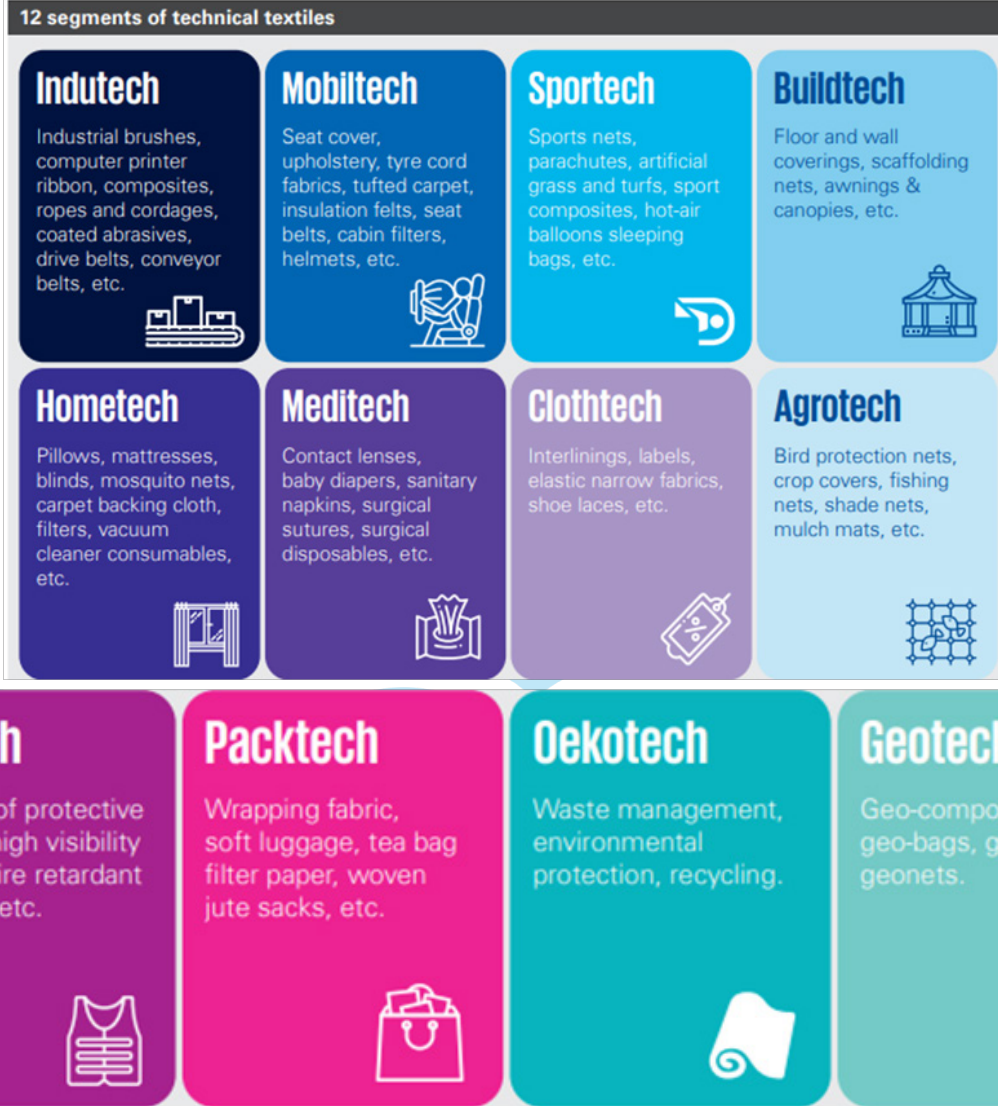 12 segments of technical textiles
Indutech
Industrial brushes,
computer printer
ribbon, composites,
ropes and cordages,
coated abrasives,
drive belts, conveyor
belts, etc.
Mobiltech
Seat cover,
upholstery, tyre cord
fabrics, tufted carpet,
insulation felts, seat
belts, cabin filters,
helmets, etc.
Sportech
Sports nets,
parachutes, artificial
grass and turfs, sport
composites, hot-air
balloons sleeping
bags, etc.
Buildtech
Floor and wall
coverings, scaffolding
nets, awnings &
canopies, etc.
Hometech
Pillows, mattresses,
blinds, mosquito nets,
carpet backing cloth,
filters, vacuum
cleaner consumables,
etc.
Meditech
Contact lenses,
baby diapers, sanitary
napkins, surgical
sutures, surgical
disposables, etc.
Clothtech
Interlinings, labels,
elastic narrow fabrics,
shoe laces, etc.
Agrotech
Bird protection nets,
crop covers, fishing
nets, shade nets,
mulch mats, etc.
h
of protective
igh visibility
ire retardant
etc.
Packtech
Wrapping fabric,
soft luggage, tea bag
filter paper, woven
jute sacks, etc.
Oekotech
Waste management,
environmental
protection, recycling.
Geotech
Geo-compo
geo-bags, g
geonets.